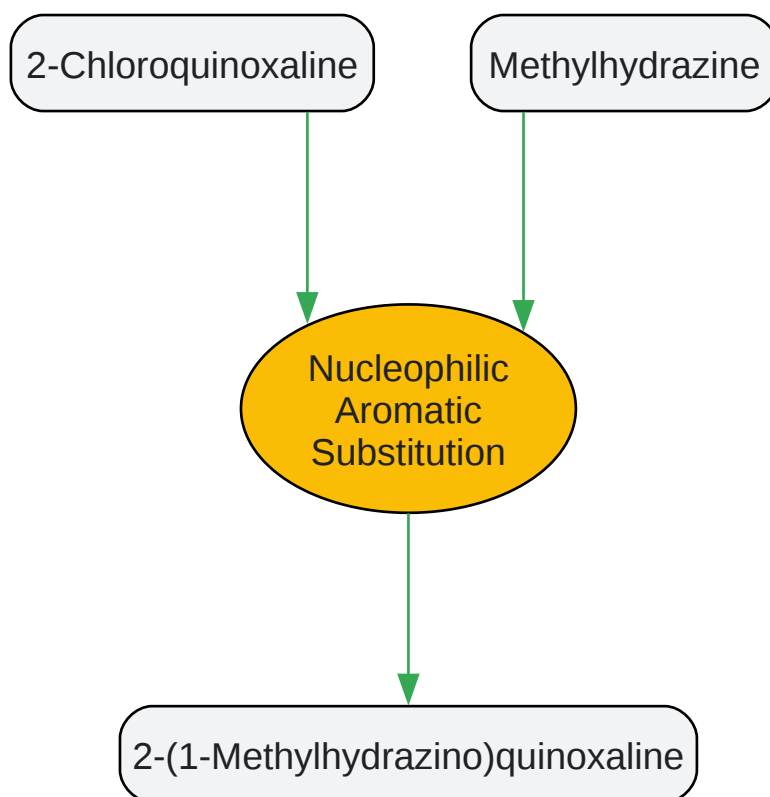 2-Chloroquinoxaline
Methylhydrazine
Nucleophilic
Aromatic
Substitution
2-(1-Methylhydrazino)quinoxaline